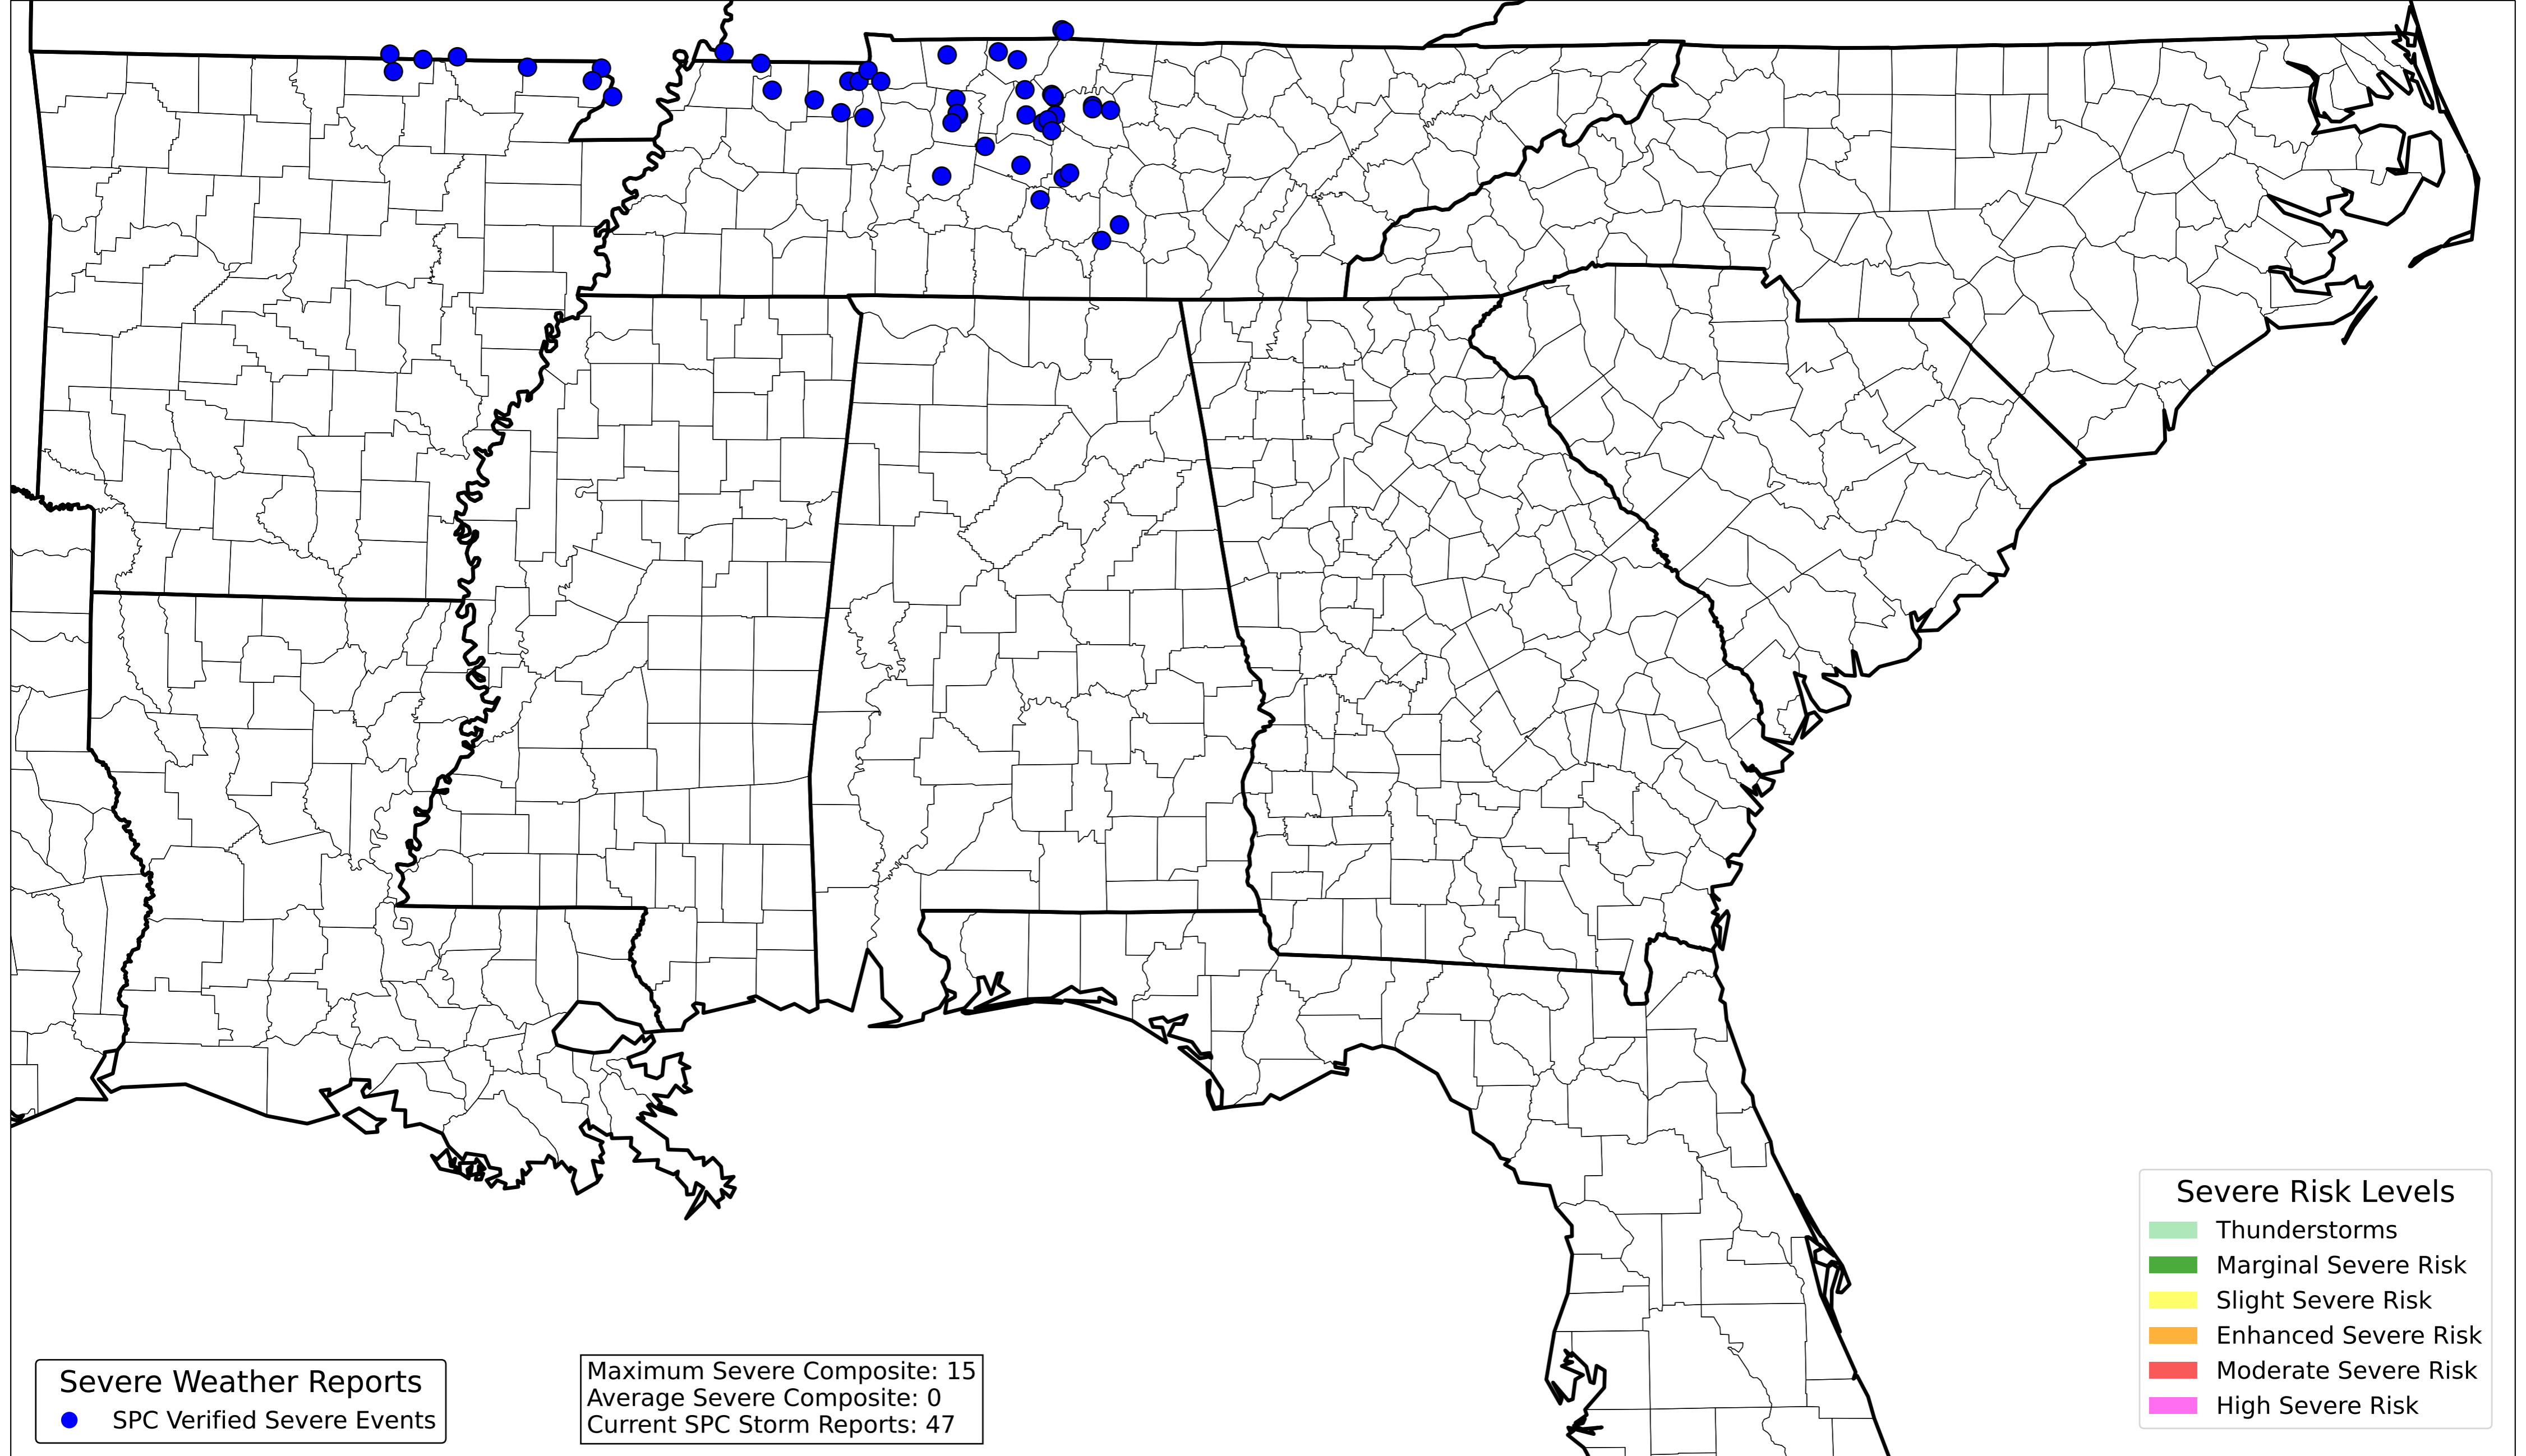 Severe Weather Reports
SPC Verified Severe Events
Maximum Severe Composite: 15
Average Severe Composite: 0
Current SPC Storm Reports: 47
Severe Risk Levels
Thunderstorms
Marginal Severe Risk
Slight Severe Risk
Enhanced Severe Risk
Moderate Severe Risk
High Severe Risk